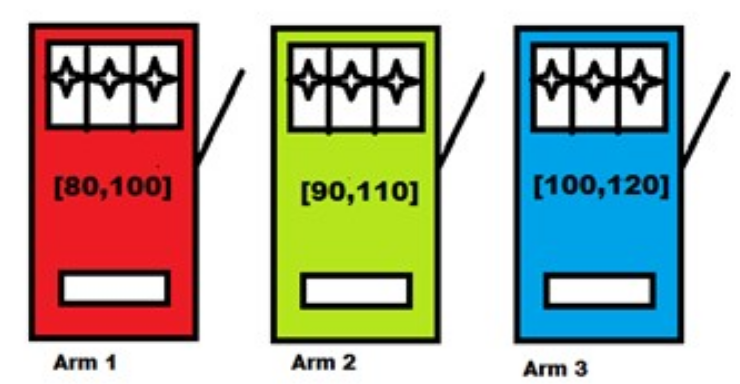 [80,100]
[90,110]
[100,120]
Arm 1
Arm 2
Arm 3